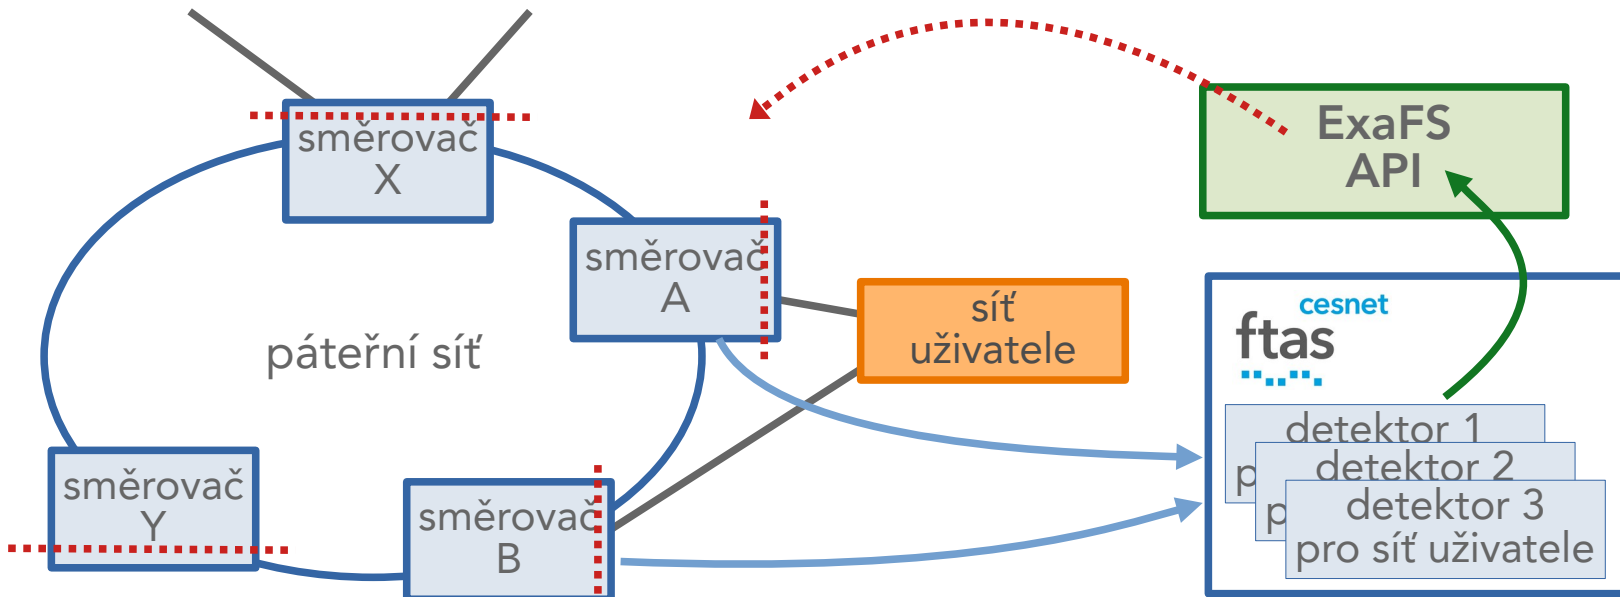 směrovač
X
směrovač
A
páteřní síť
síť
uživatele
směrovač
Y
směrovač
B
ExaFS
API
cesnet
ftas
detektor 1
p
detektor 2
p
detektor 3
pro síť uživatele